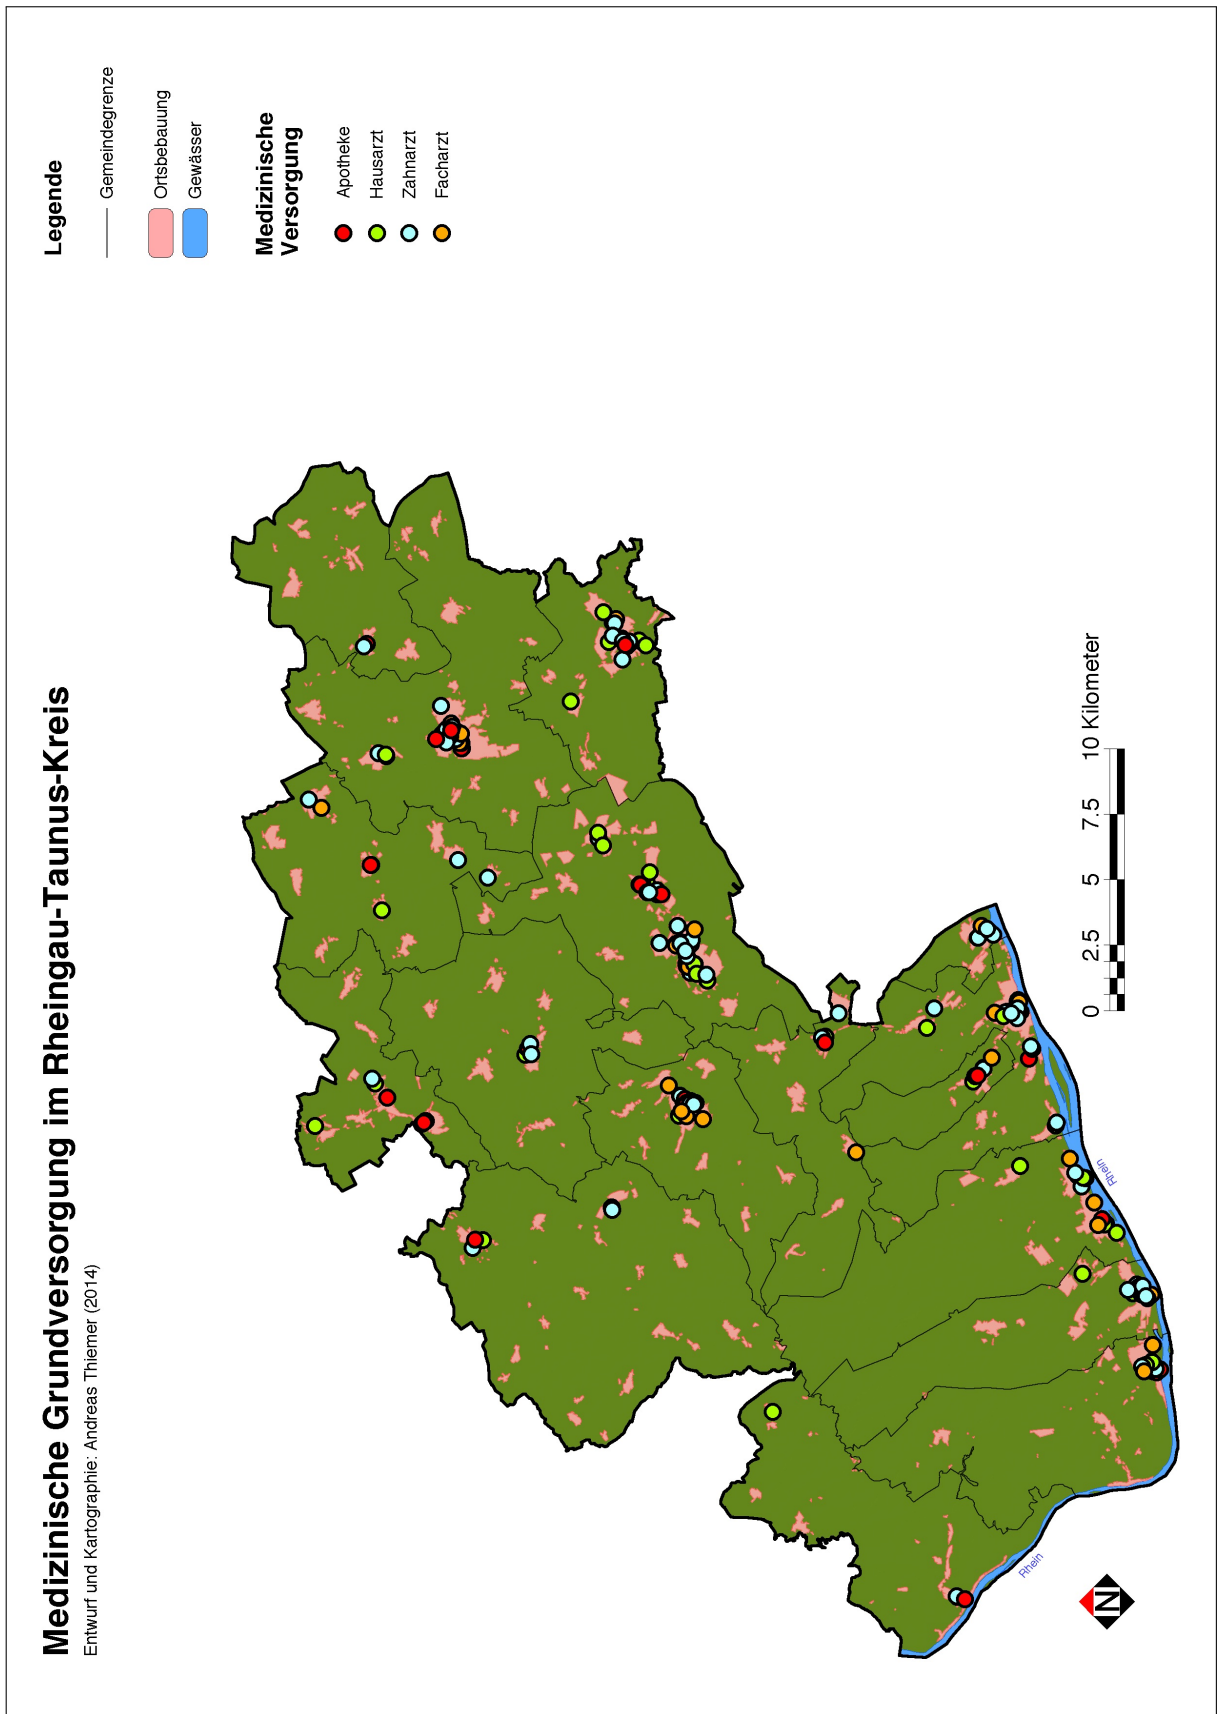 Medizinische Grundversorgung im Rheingau-Taunus-Kreis
Entwurf und Kartographie: Andreas Thiemer (2014)
Legende
Gemeindegrenze
Ortsbebauung
Gewässer
Medizinische
Versorgung
Apotheke
Hausarzt
Zahnarzt
Facharzt
Rhein
Rhein
N
0 2.5 5 7.5 10 Kilometer